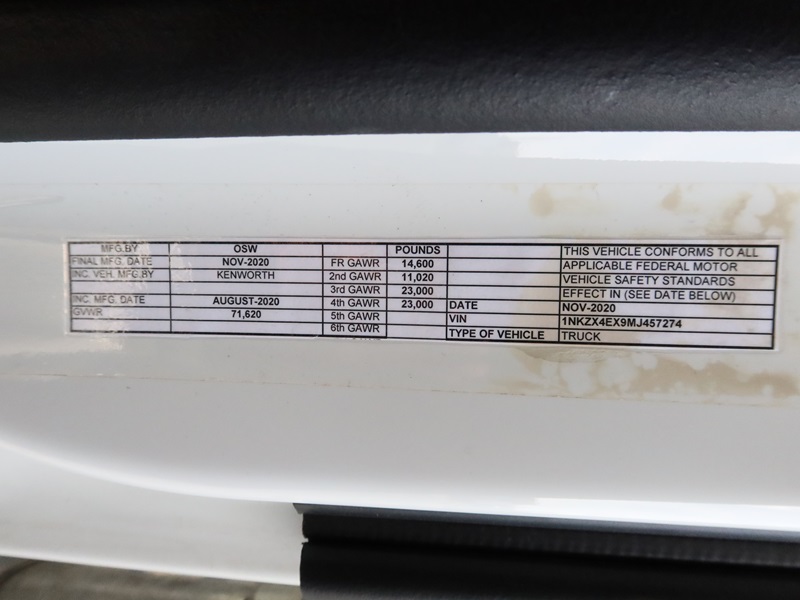 MFG.BY OSW POUNDS THIS VEHICLE CONFORMS TO ALL
FINAL MFG. DATE NOV-2020 FR GAWR 14,600 APPLICABLE FEDERAL MOTOR
INC. VEH. MFG.BY KENWORTH 2nd GAWR 11,020 VEHICLE SAFETY STANDARDS
3rd GAWR 23,000 EFFECT IN (SEE DATE BELOW)
INC. MFG. DATE AUGUST-2020 4th GAWR 23,000 DATE NOV-2020
GVWR 71,620 5th GAWR VIN 1NKZX4EX9MJ457274
6th GAWR TYPE OF VEHICLE TRUCK